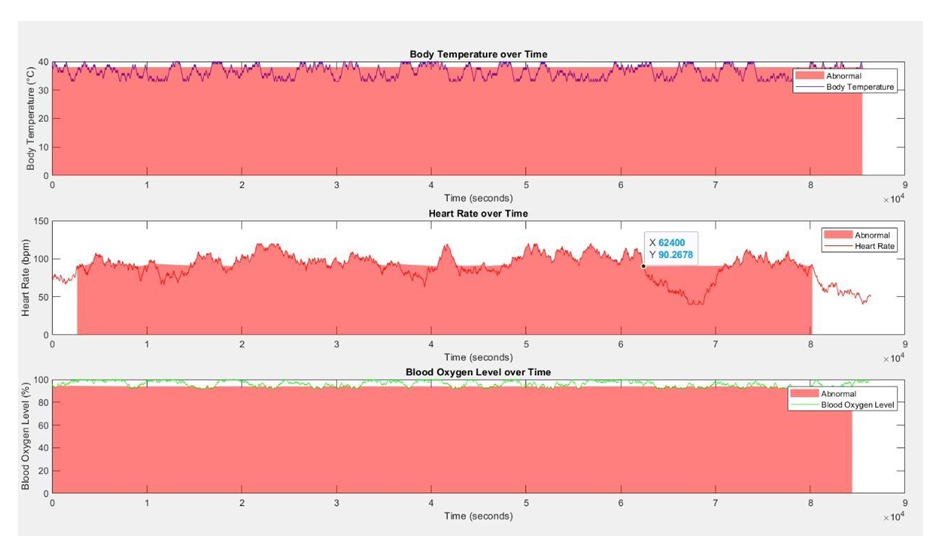 Body Temperature over Time
Body Temperature (°C)
40
30
20
10
0
Abnormal
Body Temperature
0 1 2 3 4 5 6 7 8 9
Time (seconds)
×10⁴
Heart Rate over Time
Heart Rate (bpm)
150
100
50
0
Abnormal
Heart Rate
X 62400
Y 90.2678
0 1 2 3 4 5 6 7 8 9
Time (seconds)
×10⁴
Blood Oxygen Level over Time
Blood Oxygen Level (%)
100
80
60
40
20
0
Abnormal
Blood Oxygen Level
0 1 2 3 4 5 6 7 8 9
Time (seconds)
×10⁴